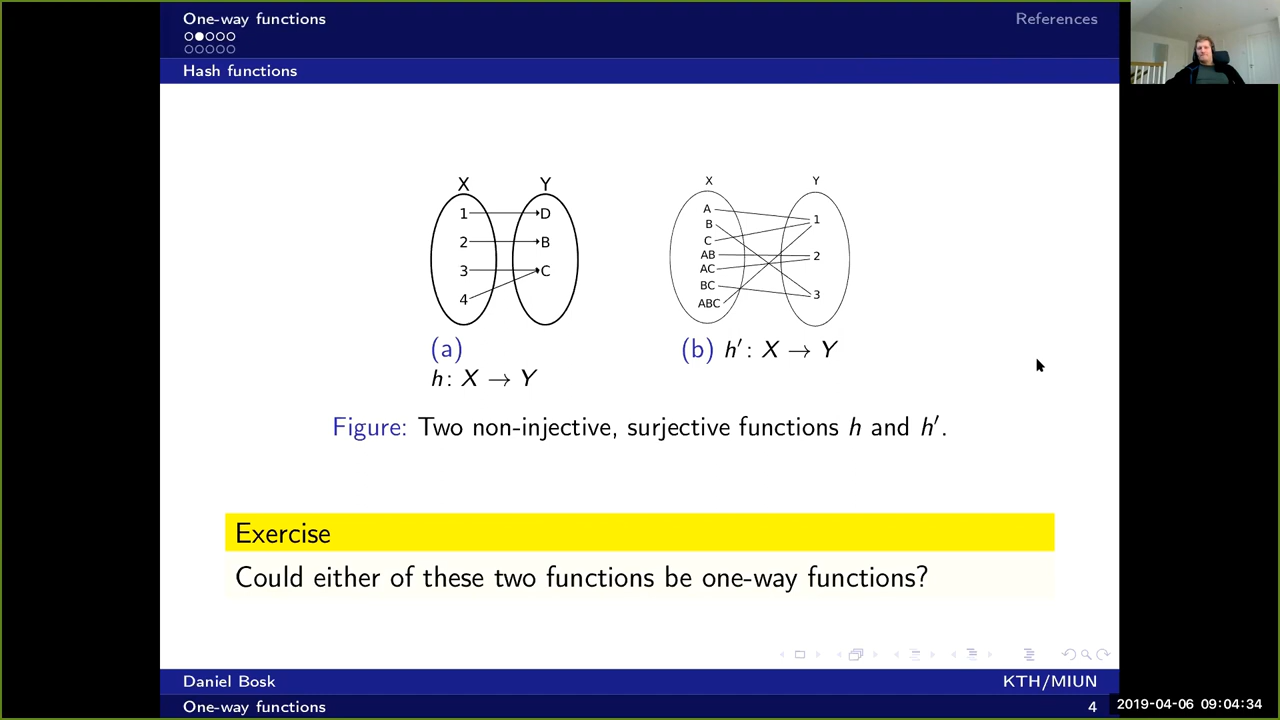 One-way functions
References
Hash functions
X Y
1 D
2 B
3 C
4
(a)
h: X → Y
X Y
A
B
C
AB
AC
BC
ABC
1
2
3
(b) h′: X → Y
Figure: Two non-injective, surjective functions h and h′.
Exercise
Could either of these two functions be one-way functions?
Daniel Bosk
KTH/MIUN
One-way functions
4
2019-04-06 09:04:34